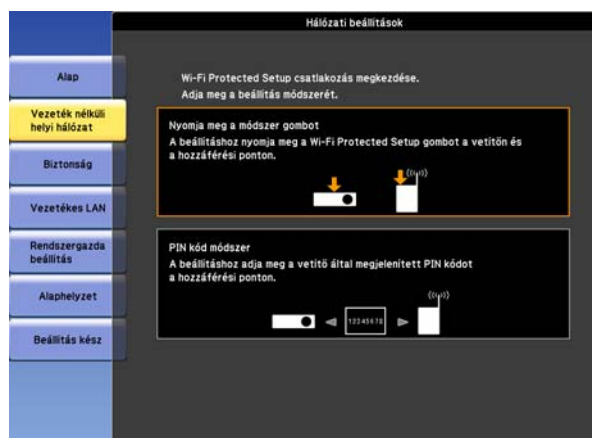 Hálózati beállítások
Alap
Vezeték nélküli
helyi hálózat
Biztonság
Vezetékes LAN
Rendszergazda
beállítás
Alaphelyzet
Beállítás kész
Wi-Fi Protected Setup csatlakozás megkezdése.
Adja meg a beállítás módszerét.
Nyomja meg a módszer gombot
A beállításhoz nyomja meg a Wi-Fi Protected Setup gombot a vetítőn és
a hozzáférési ponton.
PIN kód módszer
A beállításhoz adja meg a vetítő által megjelenített PIN kódot
a hozzáférési ponton.
12345678